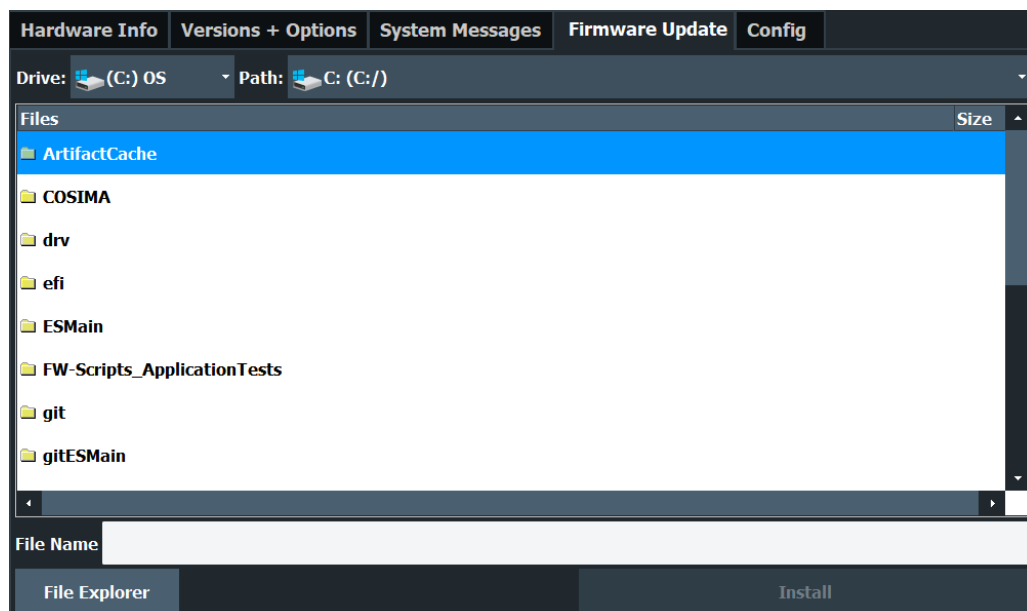 Hardware Info Versions + Options System Messages Firmware Update Config
Drive: (C:) OS Path: C: (C:/)
Files Size
ArtifactCache
COSIMA
drv
efi
ESMain
FW-Scripts_ApplicationTests
git
gitESMain
File Name
File Explorer Install